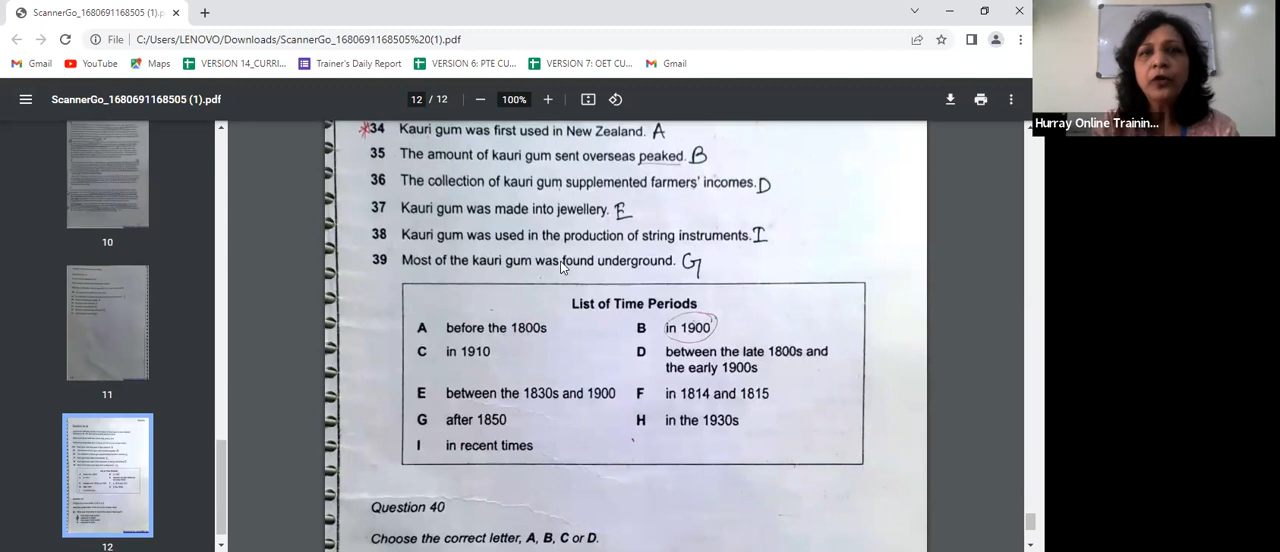 ScannerGo_1680691168505 (1).pdf
File
C:/Users/LENOVO/Downloads/ScannerGo_1680691168505%20(1).pdf
Gmail
YouTube
Maps
VERSION 14_CURRI...
Trainer's Daily Report
VERSION 6: PTE CU...
VERSION 7: OET CU...
Gmail
ScannerGo_1680691168505 (1).pdf
12 / 12
100%
Hurray Online Trainin...
10
11
12
*34 Kauri gum was first used in New Zealand. A
35 The amount of kauri gum sent overseas peaked. B
36 The collection of kauri gum supplemented farmers' incomes. D
37 Kauri gum was made into jewellery. E
38 Kauri gum was used in the production of string instruments. I
39 Most of the kauri gum was found underground. G
List of Time Periods
A before the 1800s B in 1900
C in 1910 D between the late 1800s and
the early 1900s
E between the 1830s and 1900 F in 1814 and 1815
G after 1850 H in the 1930s
I in recent times
Question 40
Choose the correct letter, A, B, C or D.